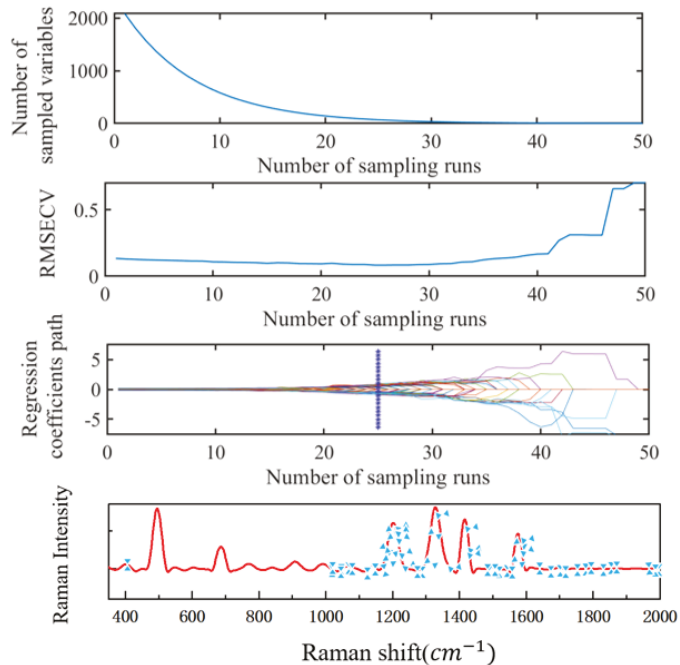 Number of
sampled variables
2000
1000
0
0 10 20 30 40 50
Number of sampling runs
RMSECV
0.5
0
0 10 20 30 40 50
Number of sampling runs
Regression
coefficients path
5
0
-5
0 10 20 30 40 50
Number of sampling runs
Raman Intensity
400 600 800 1000 1200 1400 1600 1800 2000
Raman shift(cm⁻¹)